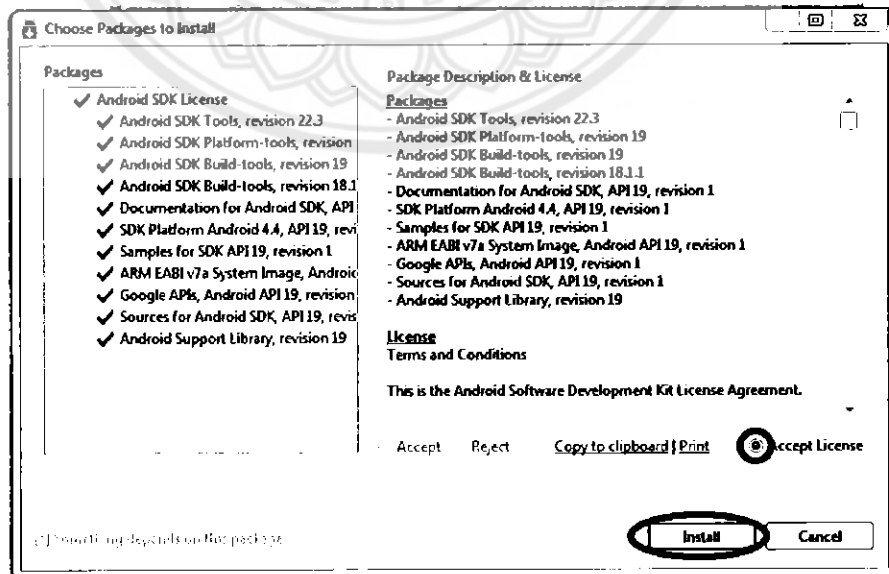 Choose Packages to Install
Packages
Android SDK License
Android SDK Tools, revision 22.3
Android SDK Platform-tools, revision
Android SDK Build-tools, revision 19
Android SDK Build-tools, revision 18.1
Documentation for Android SDK, API
SDK Platform Android 4.4, API 19, revi
Samples for SDK API 19, revision 1
ARM EABI v7a System Image, Androic
Google APIs, Android API 19, revision
Sources for Android SDK, API 19, revis
Android Support Library, revision 19
Package Description & License
Packages
- Android SDK Tools, revision 22.3
- Android SDK Platform-tools, revision 19
- Android SDK Build-tools, revision 19
- Android SDK Build-tools, revision 18.1.1
- Documentation for Android SDK, API 19, revision 1
- SDK Platform Android 4.4, API 19, revision 1
- Samples for SDK API 19, revision 1
- ARM EABI v7a System Image, Android API 19, revision 1
- Google APIs, Android API 19, revision 1
- Sources for Android SDK, API 19, revision 1
- Android Support Library, revision 19
License
Terms and Conditions
This is the Android Software Development Kit License Agreement.
Accept Reject Copy to clipboard | Print Accept License
depends on this package
Install Cancel